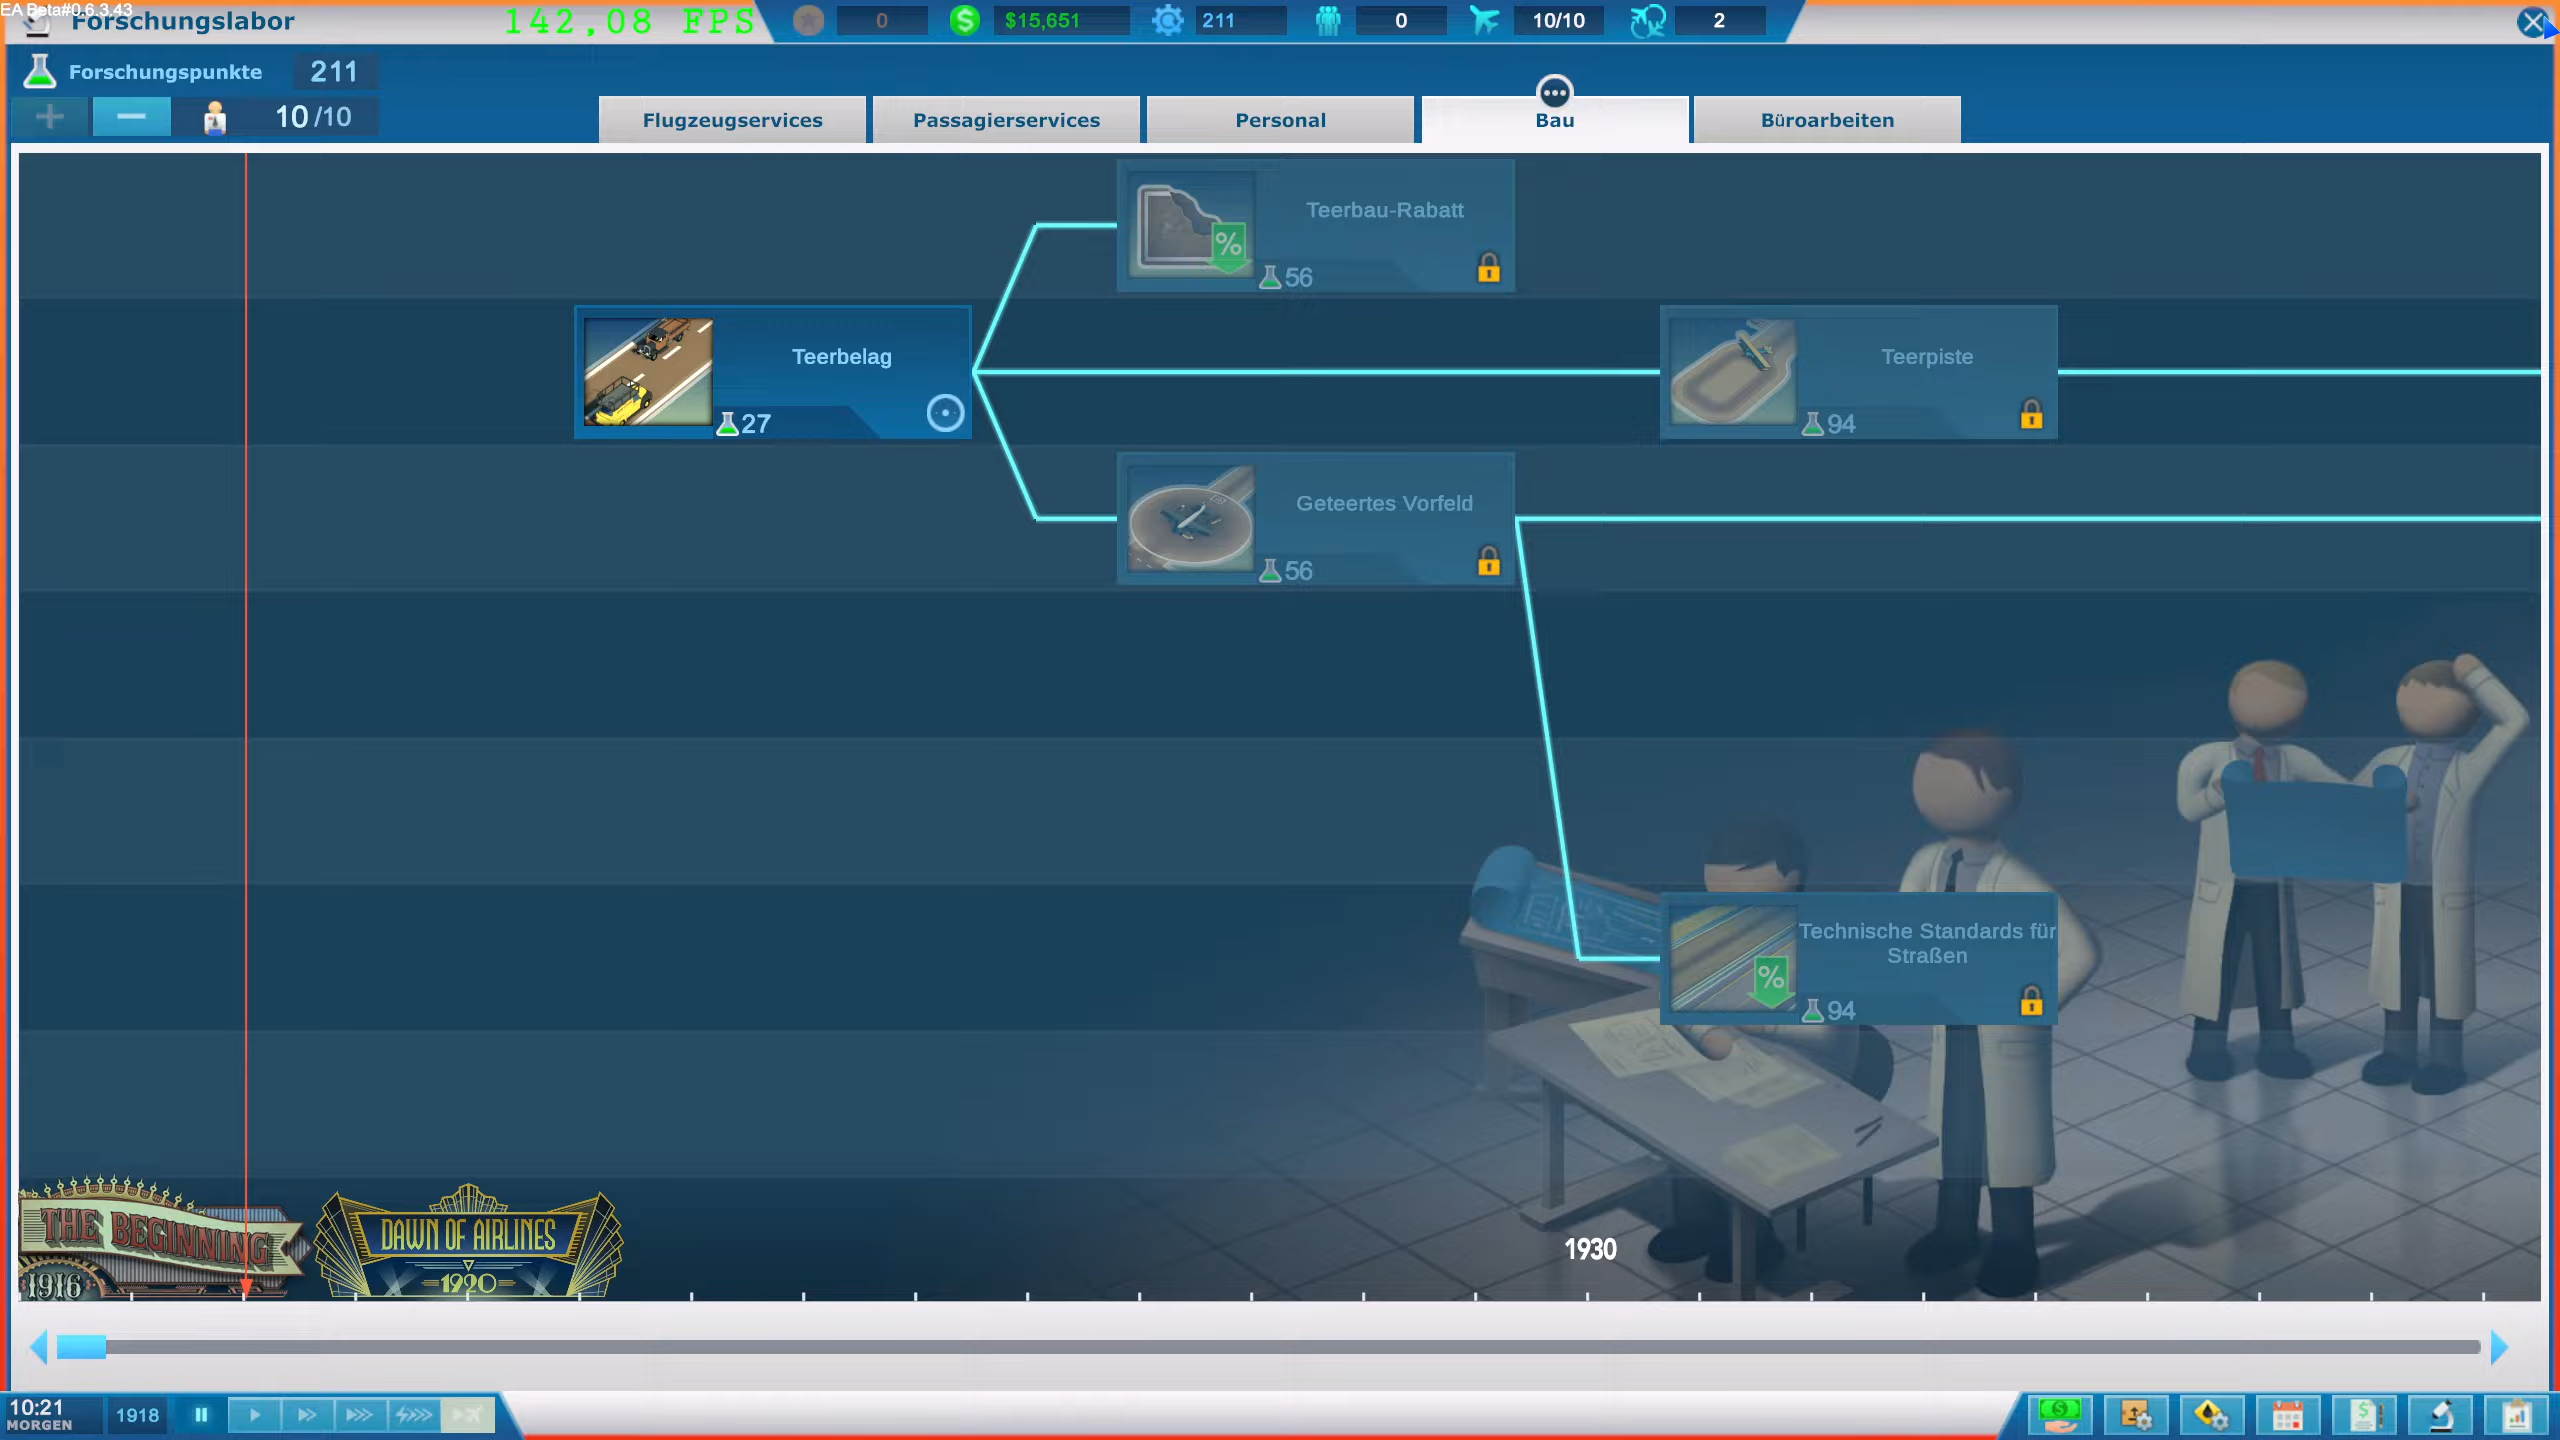 EA Beta#0.6.3.43
Forschungslabor
142,08 FPS
0
$15,651
211
0
10/10
2
Forschungspunkte 211
10/10
Flugzeugservices
Passagierservices
Personal
Bau
Büroarbeiten
Teerbau-Rabatt
56
Teerbelag
27
Teerpiste
94
Geteertes Vorfeld
56
Technische Standards für
Straßen
94
THE BEGINNING
1916
DAWN OF AIRLINES
1920
1930
10:21
MORGEN
1918